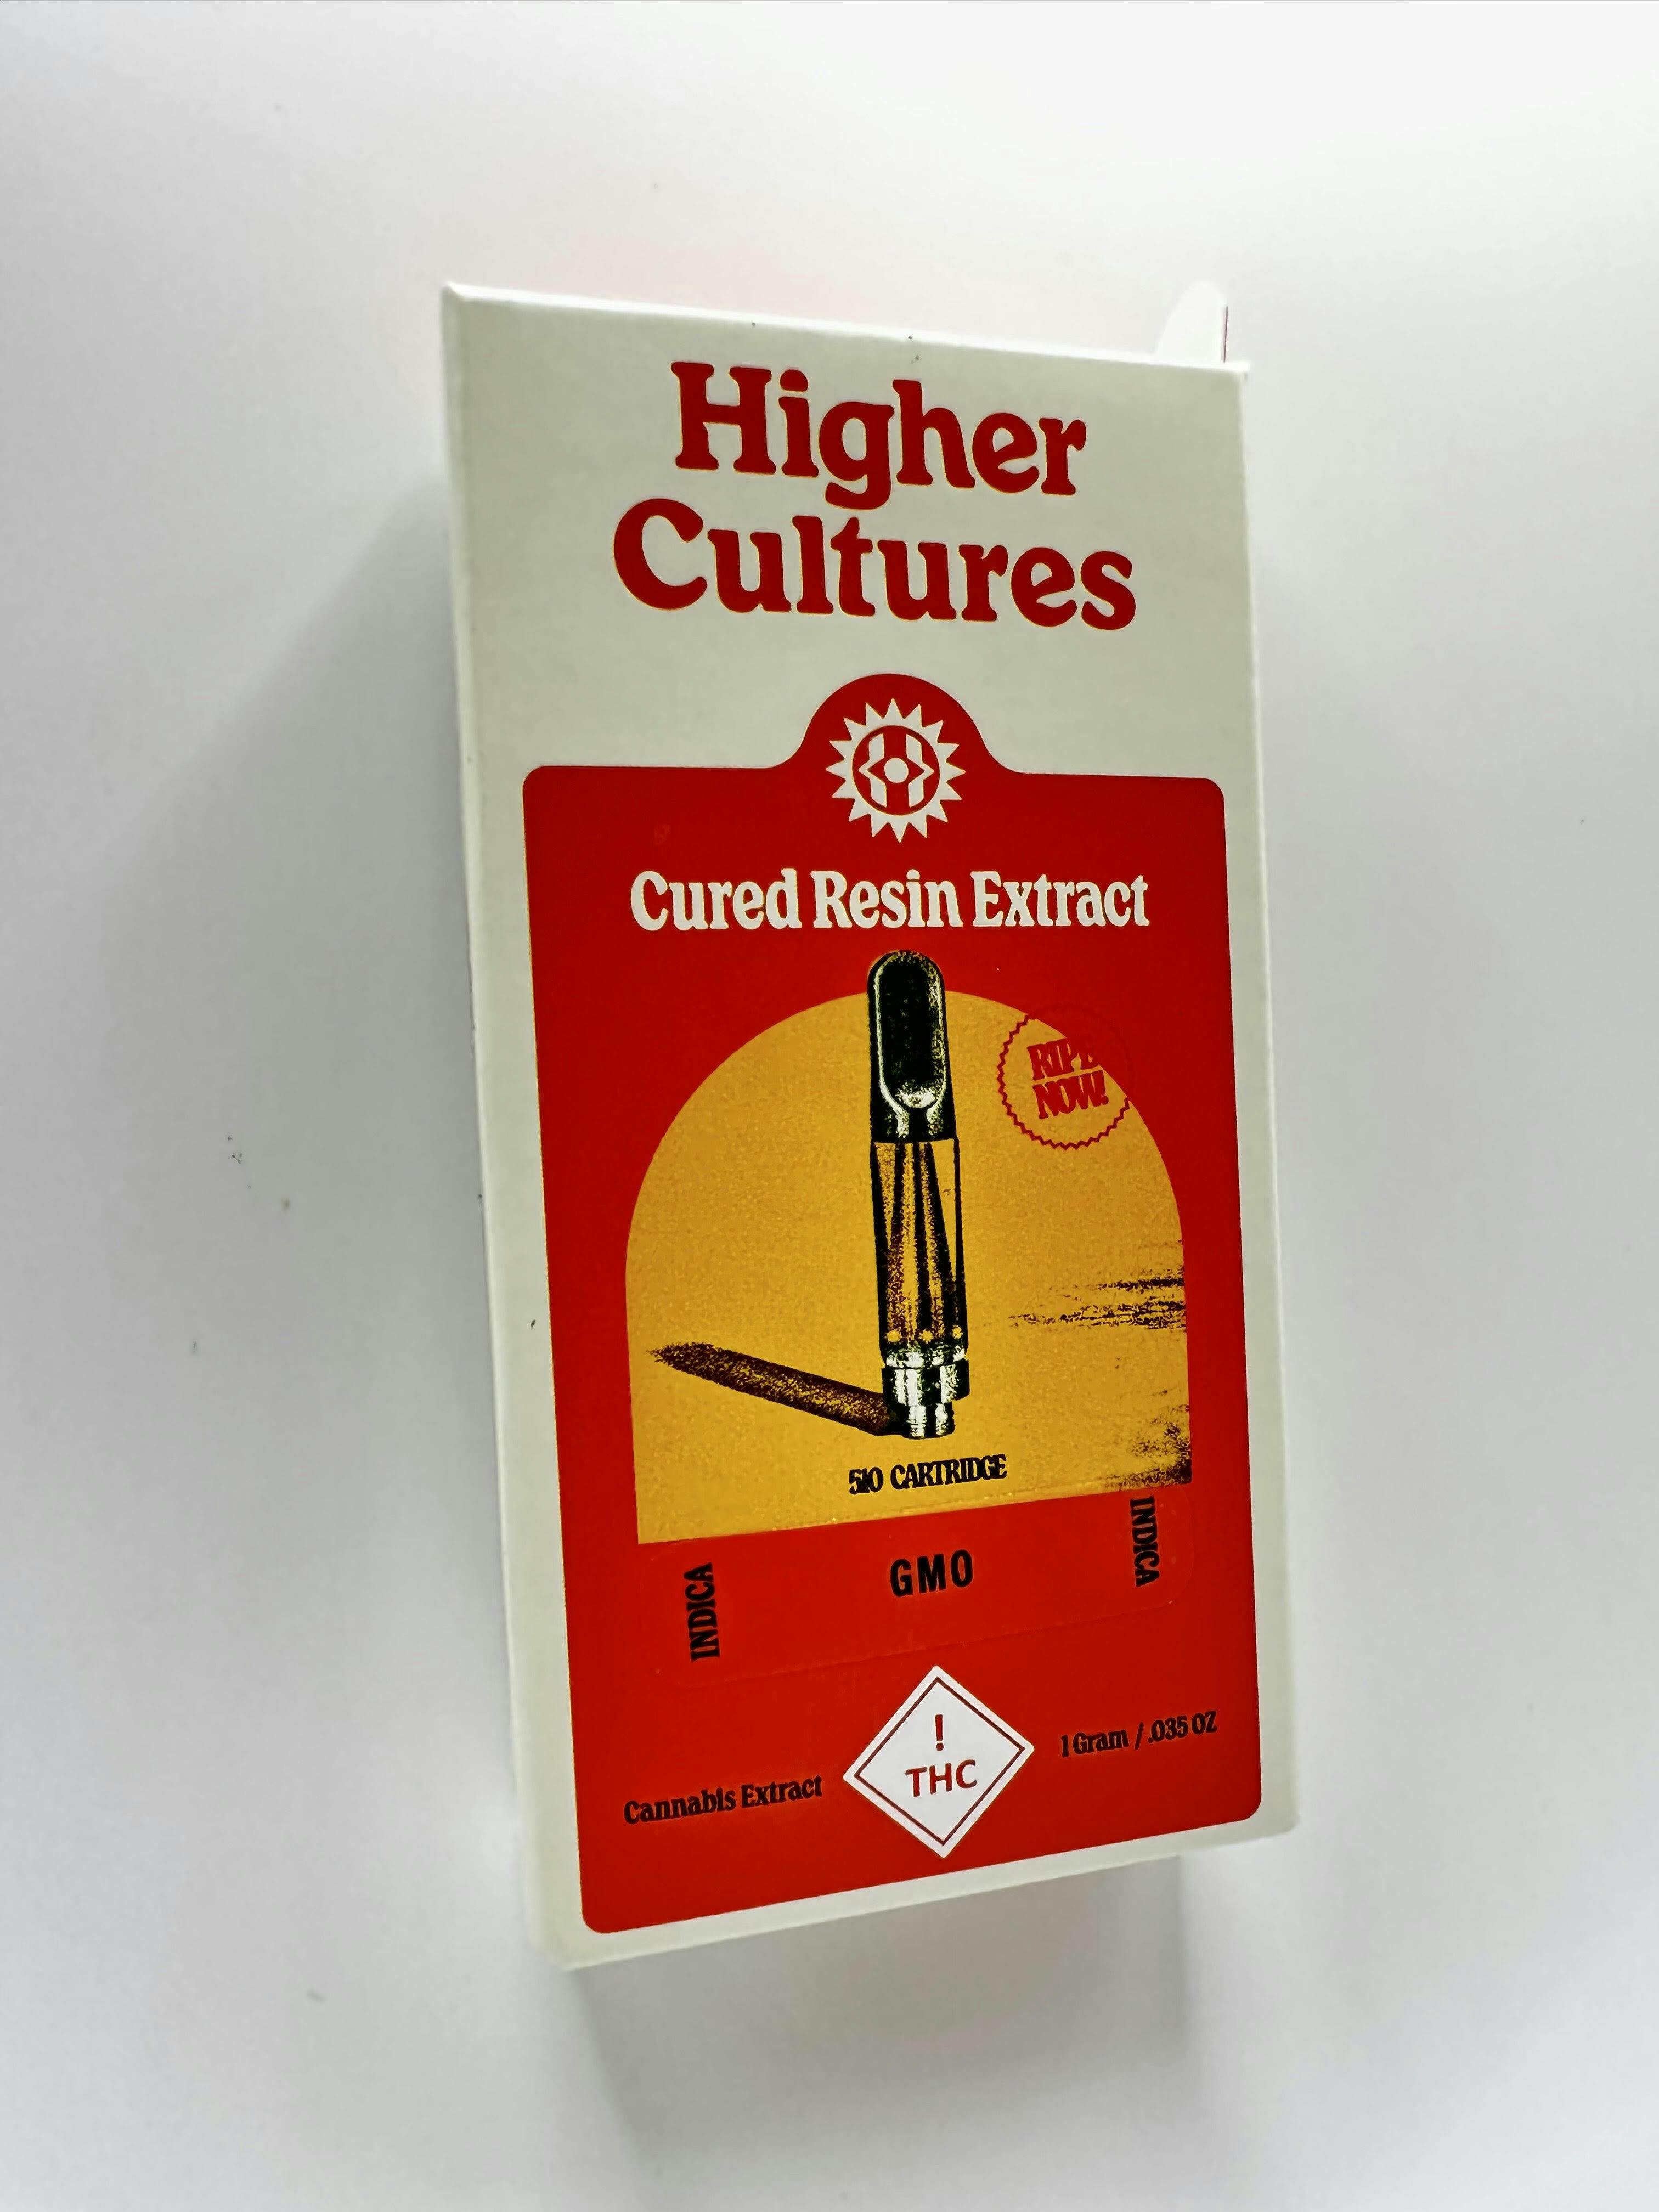 Higher
Cultures
Cured Resin Extract
RIPE
NOW!
510 CARTRIDGE
INDICA
GMO
INDICA
!
THC
Cannabis Extract
1 Gram / .035 OZ